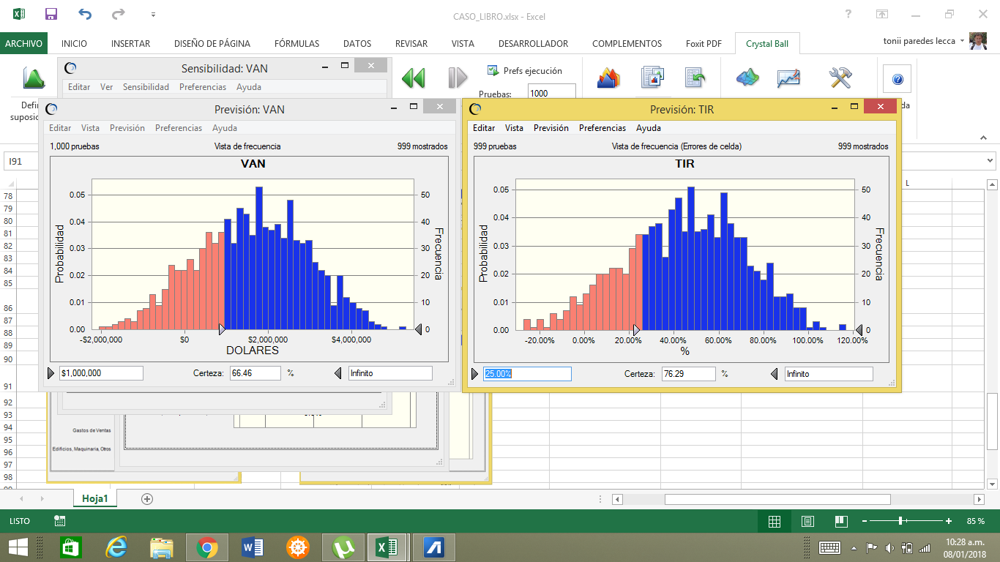 CASO_LIBRO.xlsx - Excel
ARCHIVO INICIO INSERTAR DISEÑO DE PÁGINA FÓRMULAS DATOS REVISAR VISTA DESARROLLADOR COMPLEMENTOS Foxit PDF Crystal Ball tonii paredes lecca
Sensibilidad: VAN
Editar Ver Sensibilidad Preferencias Ayuda
Prefs ejecución
Pruebas: 1000
Defin
suposic
da
I91
L
Previsión: VAN
Editar Vista Previsión Preferencias Ayuda
1,000 pruebas Vista de frecuencia 999 mostrados
VAN
Probabilidad
0.05
0.04
0.03
0.02
0.01
0.00
50
40
30
20
10
0
Frecuencia
-$2,000,000 $0 $2,000,000 $4,000,000
DOLARES
$1,000,000 Certeza: 66.46 % Infinito
Previsión: TIR
Editar Vista Previsión Preferencias Ayuda
999 pruebas Vista de frecuencia (Errores de celda) 999 mostrados
TIR
Probabilidad
0.05
0.04
0.03
0.02
0.01
0.00
50
40
30
20
10
0
Frecuencia
-20.00% 0.00% 20.00% 40.00% 60.00% 80.00% 100.00% 120.00%
%
25.00% Certeza: 76.29 % Infinito
78
79
80
81
82
83
84
85
86
87
88
89
90
91
92
93
94
95
96
97
98
Gastos de Ventas
Edificios, Maquinaria, Otros
Hoja1
LISTO 85 %
10:28 a.m.
08/01/2018